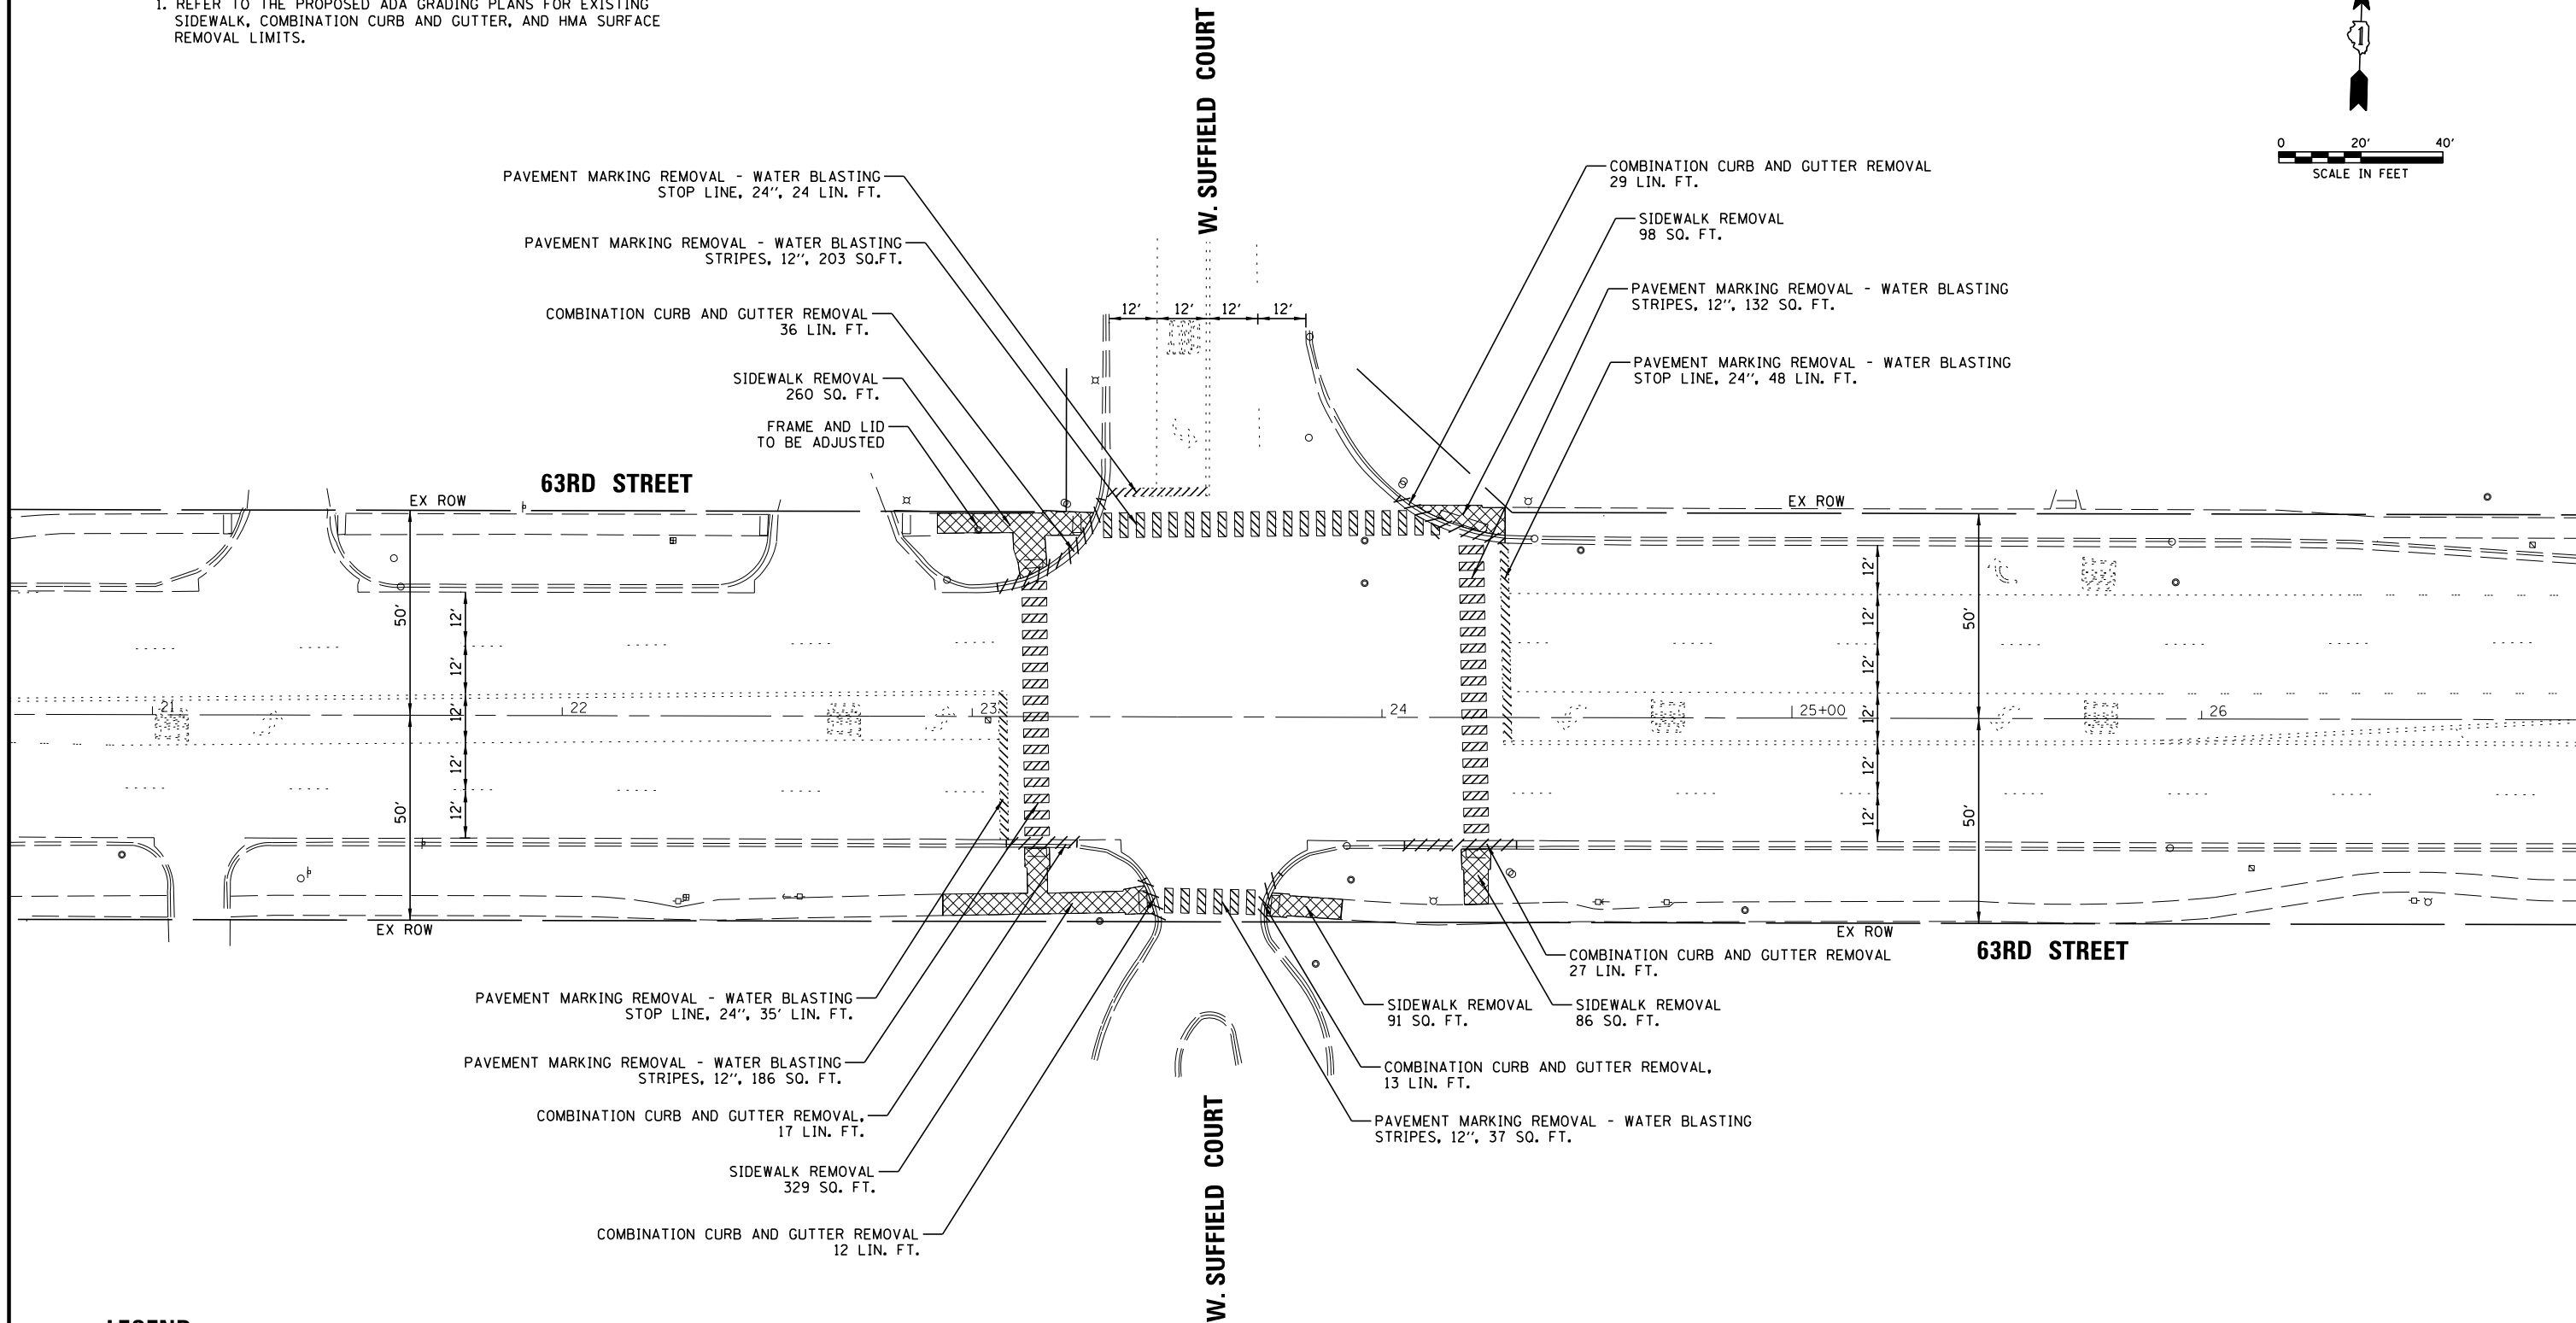 1. REFER TO THE PROPOSED ADA GRADING PLANS FOR EXISTING
SIDEWALK, COMBINATION CURB AND GUTTER, AND HMA SURFACE
REMOVAL LIMITS.
W. SUFFIELD COURT
1
0 20' 40'
SCALE IN FEET
PAVEMENT MARKING REMOVAL - WATER BLASTING
STOP LINE, 24", 24 LIN. FT.
PAVEMENT MARKING REMOVAL - WATER BLASTING
STRIPES, 12", 203 SQ.FT.
COMBINATION CURB AND GUTTER REMOVAL
36 LIN. FT.
SIDEWALK REMOVAL
260 SQ. FT.
FRAME AND LID
TO BE ADJUSTED
COMBINATION CURB AND GUTTER REMOVAL
29 LIN. FT.
SIDEWALK REMOVAL
98 SQ. FT.
PAVEMENT MARKING REMOVAL - WATER BLASTING
STRIPES, 12", 132 SQ. FT.
PAVEMENT MARKING REMOVAL - WATER BLASTING
STOP LINE, 24", 48 LIN. FT.
12' 12' 12' 12'
63RD STREET
EX ROW
EX ROW
50'
50'
12'
12'
12'
12'
12'
12'
12'
12'
12'
12'
12'
50'
50'
21 22 23 24 25+00 26
EX ROW
EX ROW
63RD STREET
PAVEMENT MARKING REMOVAL - WATER BLASTING
STOP LINE, 24", 35' LIN. FT.
PAVEMENT MARKING REMOVAL - WATER BLASTING
STRIPES, 12", 186 SQ. FT.
COMBINATION CURB AND GUTTER REMOVAL,
17 LIN. FT.
SIDEWALK REMOVAL
329 SQ. FT.
COMBINATION CURB AND GUTTER REMOVAL
12 LIN. FT.
COMBINATION CURB AND GUTTER REMOVAL
27 LIN. FT.
SIDEWALK REMOVAL
91 SQ. FT.
SIDEWALK REMOVAL
86 SQ. FT.
COMBINATION CURB AND GUTTER REMOVAL,
13 LIN. FT.
PAVEMENT MARKING REMOVAL - WATER BLASTING
STRIPES, 12", 37 SQ. FT.
W. SUFFIELD COURT
LEGEND